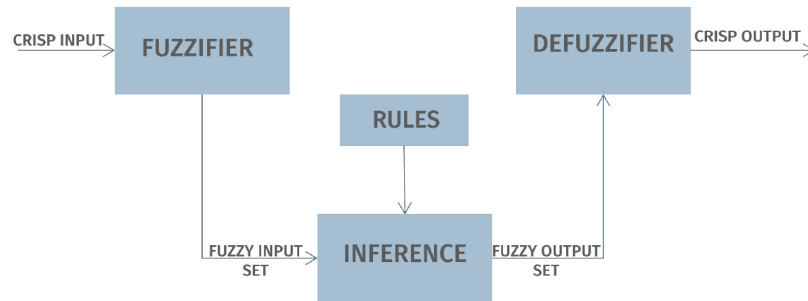 CRISP INPUT
FUZZIFIER
DEFUZZIFIER
CRISP OUTPUT
RULES
FUZZY INPUT
SET
INFERENCE
FUZZY OUTPUT
SET